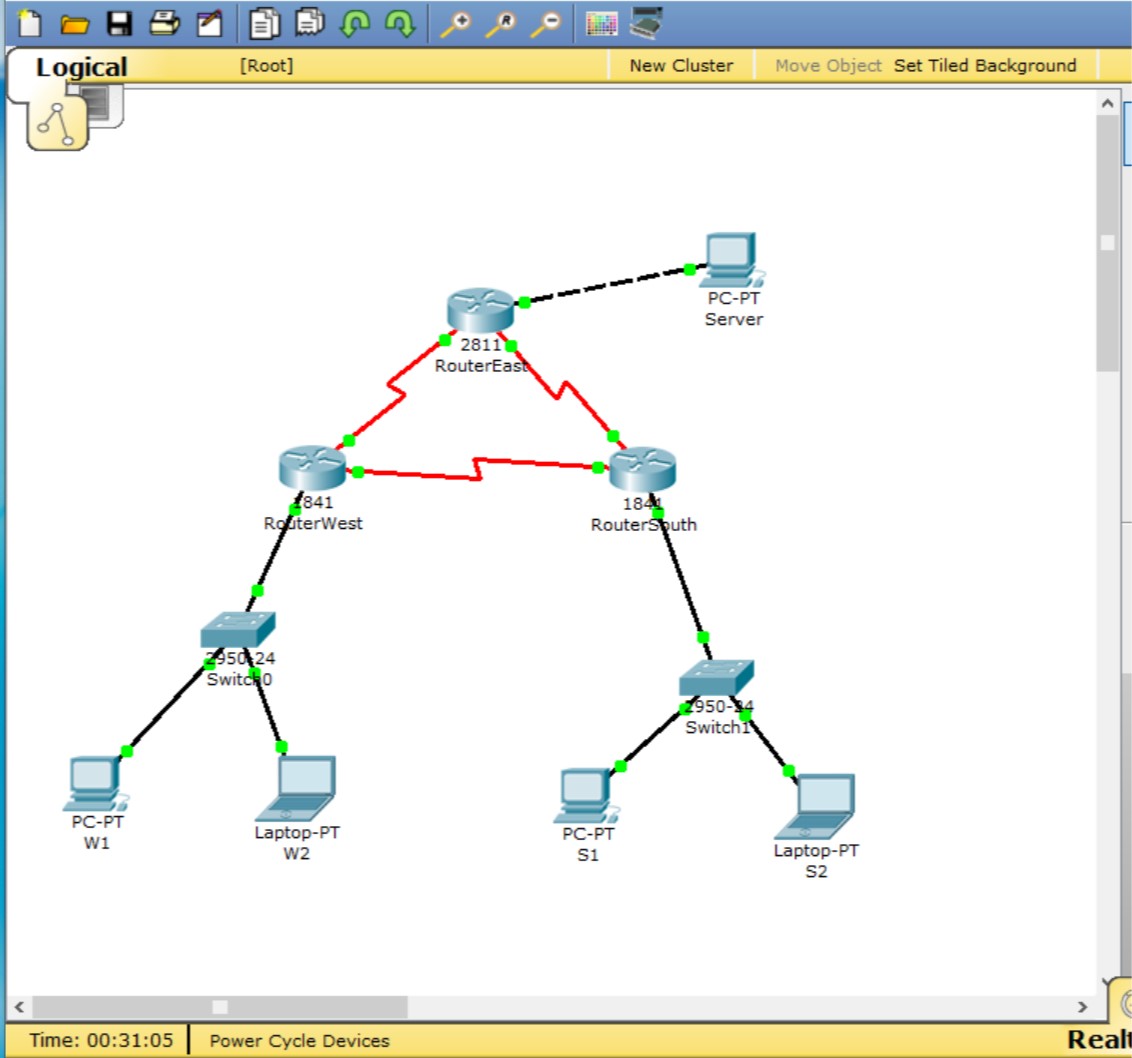 Logical
[Root]
New Cluster
Move Object
Set Tiled Background
R
PC-PT
Server
2811
RouterEast
1841
RouterWest
1841
RouterSouth
2950-24
Switch0
2950-24
Switch1
PC-PT
W1
Laptop-PT
W2
PC-PT
S1
Laptop-PT
S2
Time: 00:31:05
Power Cycle Devices